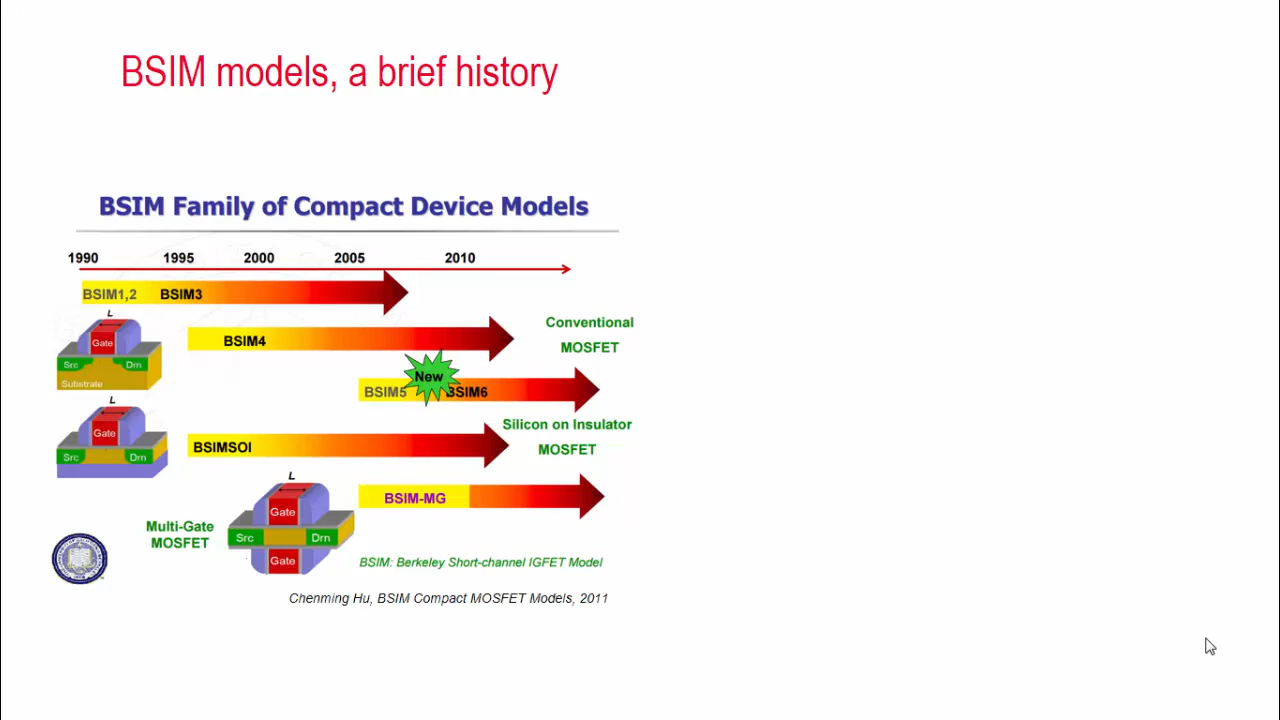 BSIM models, a brief history
BSIM Family of Compact Device Models
1990 1995 2000 2005 2010
BSIM1,2 BSIM3
L
Gate
Src Drn
Substrate
BSIM4
Conventional
MOSFET
New
BSIM5 BSIM6
L
Gate
Src Drn
BSIMSOI
Silicon on Insulator
MOSFET
BSIM-MG
L
Gate
Src Drn
Gate
Multi-Gate
MOSFET
BSIM: Berkeley Short-channel IGFET Model
Chenming Hu, BSIM Compact MOSFET Models, 2011